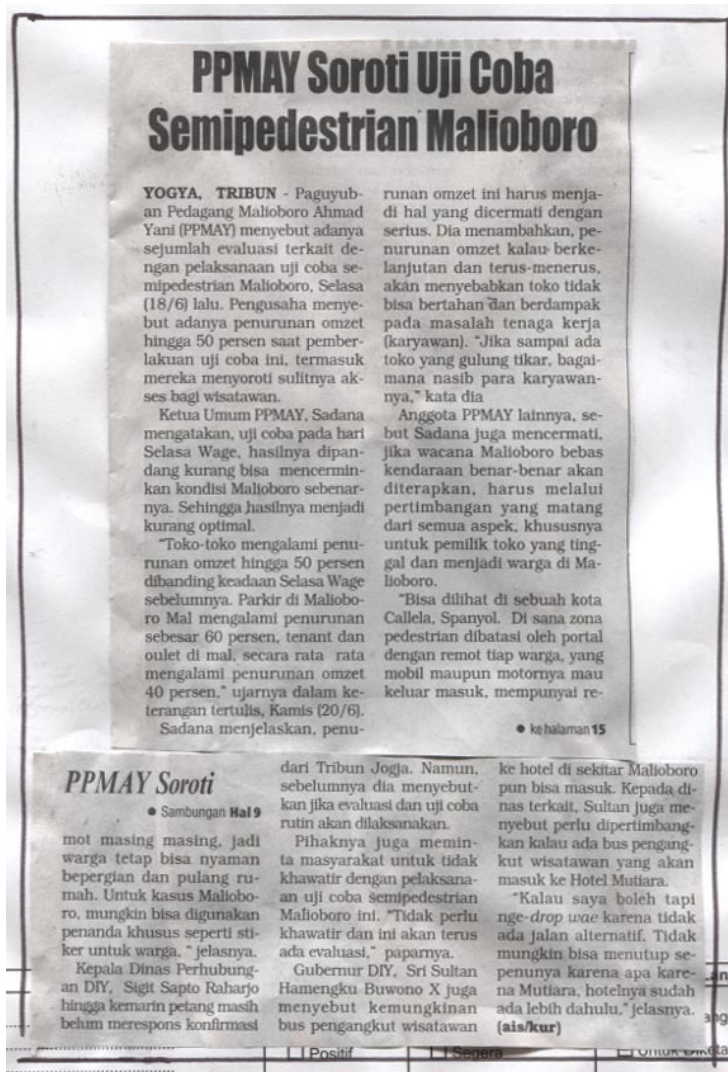 PPMAY Soroti Uji Coba
Semipedestrian Malioboro
YOGYA, TRIBUN - Paguyub-
an Pedagang Malioboro Ahmad
Yani (PPMAY) menyebut adanya
sejumlah evaluasi terkait de-
ngan pelaksanaan uji coba se-
mipedestrian Malioboro, Selasa
(18/6) lalu. Pengusaha menye-
but adanya penurunan omzet
hingga 50 persen saat pember-
lakuan uji coba ini, termasuk
mereka menyoroti sulitnya ak-
ses bagi wisatawan.
Ketua Umum PPMAY, Sadana
mengatakan, uji coba pada hari
Selasa Wage, hasilnya dipan-
dang kurang bisa mencermin-
kan kondisi Malioboro sebenar-
nya. Sehingga hasilnya menjadi
kurang optimal.
"Toko-toko mengalami penu-
runan omzet hingga 50 persen
dibanding keadaan Selasa Wage
sebelumnya. Parkir di Maliobo-
ro Mal mengalami penurunan
sebesar 60 persen, tenant dan
oulet di mal, secara rata rata
mengalami penurunan omzet
40 persen," ujarnya dalam ke-
terangan tertulis, Kamis (20/6).
Sadana menjelaskan, penu-
runan omzet ini harus menja-
di hal yang dicermati dengan
serius. Dia menambahkan, pe-
nurunan omzet kalau berke-
lanjutan dan terus-menerus,
akan menyebabkan toko tidak
bisa bertahan dan berdampak
pada masalah tenaga kerja
(karyawan). "Jika sampai ada
toko yang gulung tikar, bagai-
mana nasib para karyawan-
nya," kata dia
Anggota PPMAY lainnya, se-
but Sadana juga mencermati,
jika wacana Malioboro bebas
kendaraan benar-benar akan
diterapkan, harus melalui
pertimbangan yang matang
dari semua aspek, khususnya
untuk pemilik toko yang ting-
gal dan menjadi warga di Ma-
lioboro.
"Bisa dilihat di sebuah kota
Callela, Spanyol. Di sana zona
pedestrian dibatasi oleh portal
dengan remot tiap warga, yang
mobil maupun motornya mau
keluar masuk, mempunyai re-
● ke halaman 15
PPMAY Soroti
● Sambungan Hal 9
mot masing masing, jadi
warga tetap bisa nyaman
bepergian dan pulang ru-
mah. Untuk kasus Maliobo-
ro, mungkin bisa digunakan
penanda khusus seperti sti-
ker untuk warga, " jelasnya.
Kepala Dinas Perhubung-
an DIY, Sigit Sapto Raharjo
hingga kemarin petang masih
belum merespons konfirmasi
dari Tribun Jogja. Namun,
sebelumnya dia menyebut-
kan jika evaluasi dan uji coba
rutin akan dilaksanakan.
Pihaknya juga memin-
ta masyarakat untuk tidak
khawatir dengan pelaksana-
an uji coba semipedestrian
Malioboro ini. "Tidak perlu
khawatir dan ini akan terus
ada evaluasi," paparnya.
Gubernur DIY, Sri Sultan
Hamengku Buwono X juga
menyebut kemungkinan
bus pengangkut wisatawan
ke hotel di sekitar Malioboro
pun bisa masuk. Kepada di-
nas terkait, Sultan juga me-
nyebut perlu dipertimbang-
kan kalau ada bus pengang-
kut wisatawan yang akan
masuk ke Hotel Mutiara.
"Kalau saya boleh tapi
nge-drop wae karena tidak
ada jalan alternatif. Tidak
mungkin bisa menutup se-
penunya karena apa kare-
na Mutiara, hotelnya sudah
ada lebih dahulu," jelasnya.
(ais/kur)
Positif
Segera